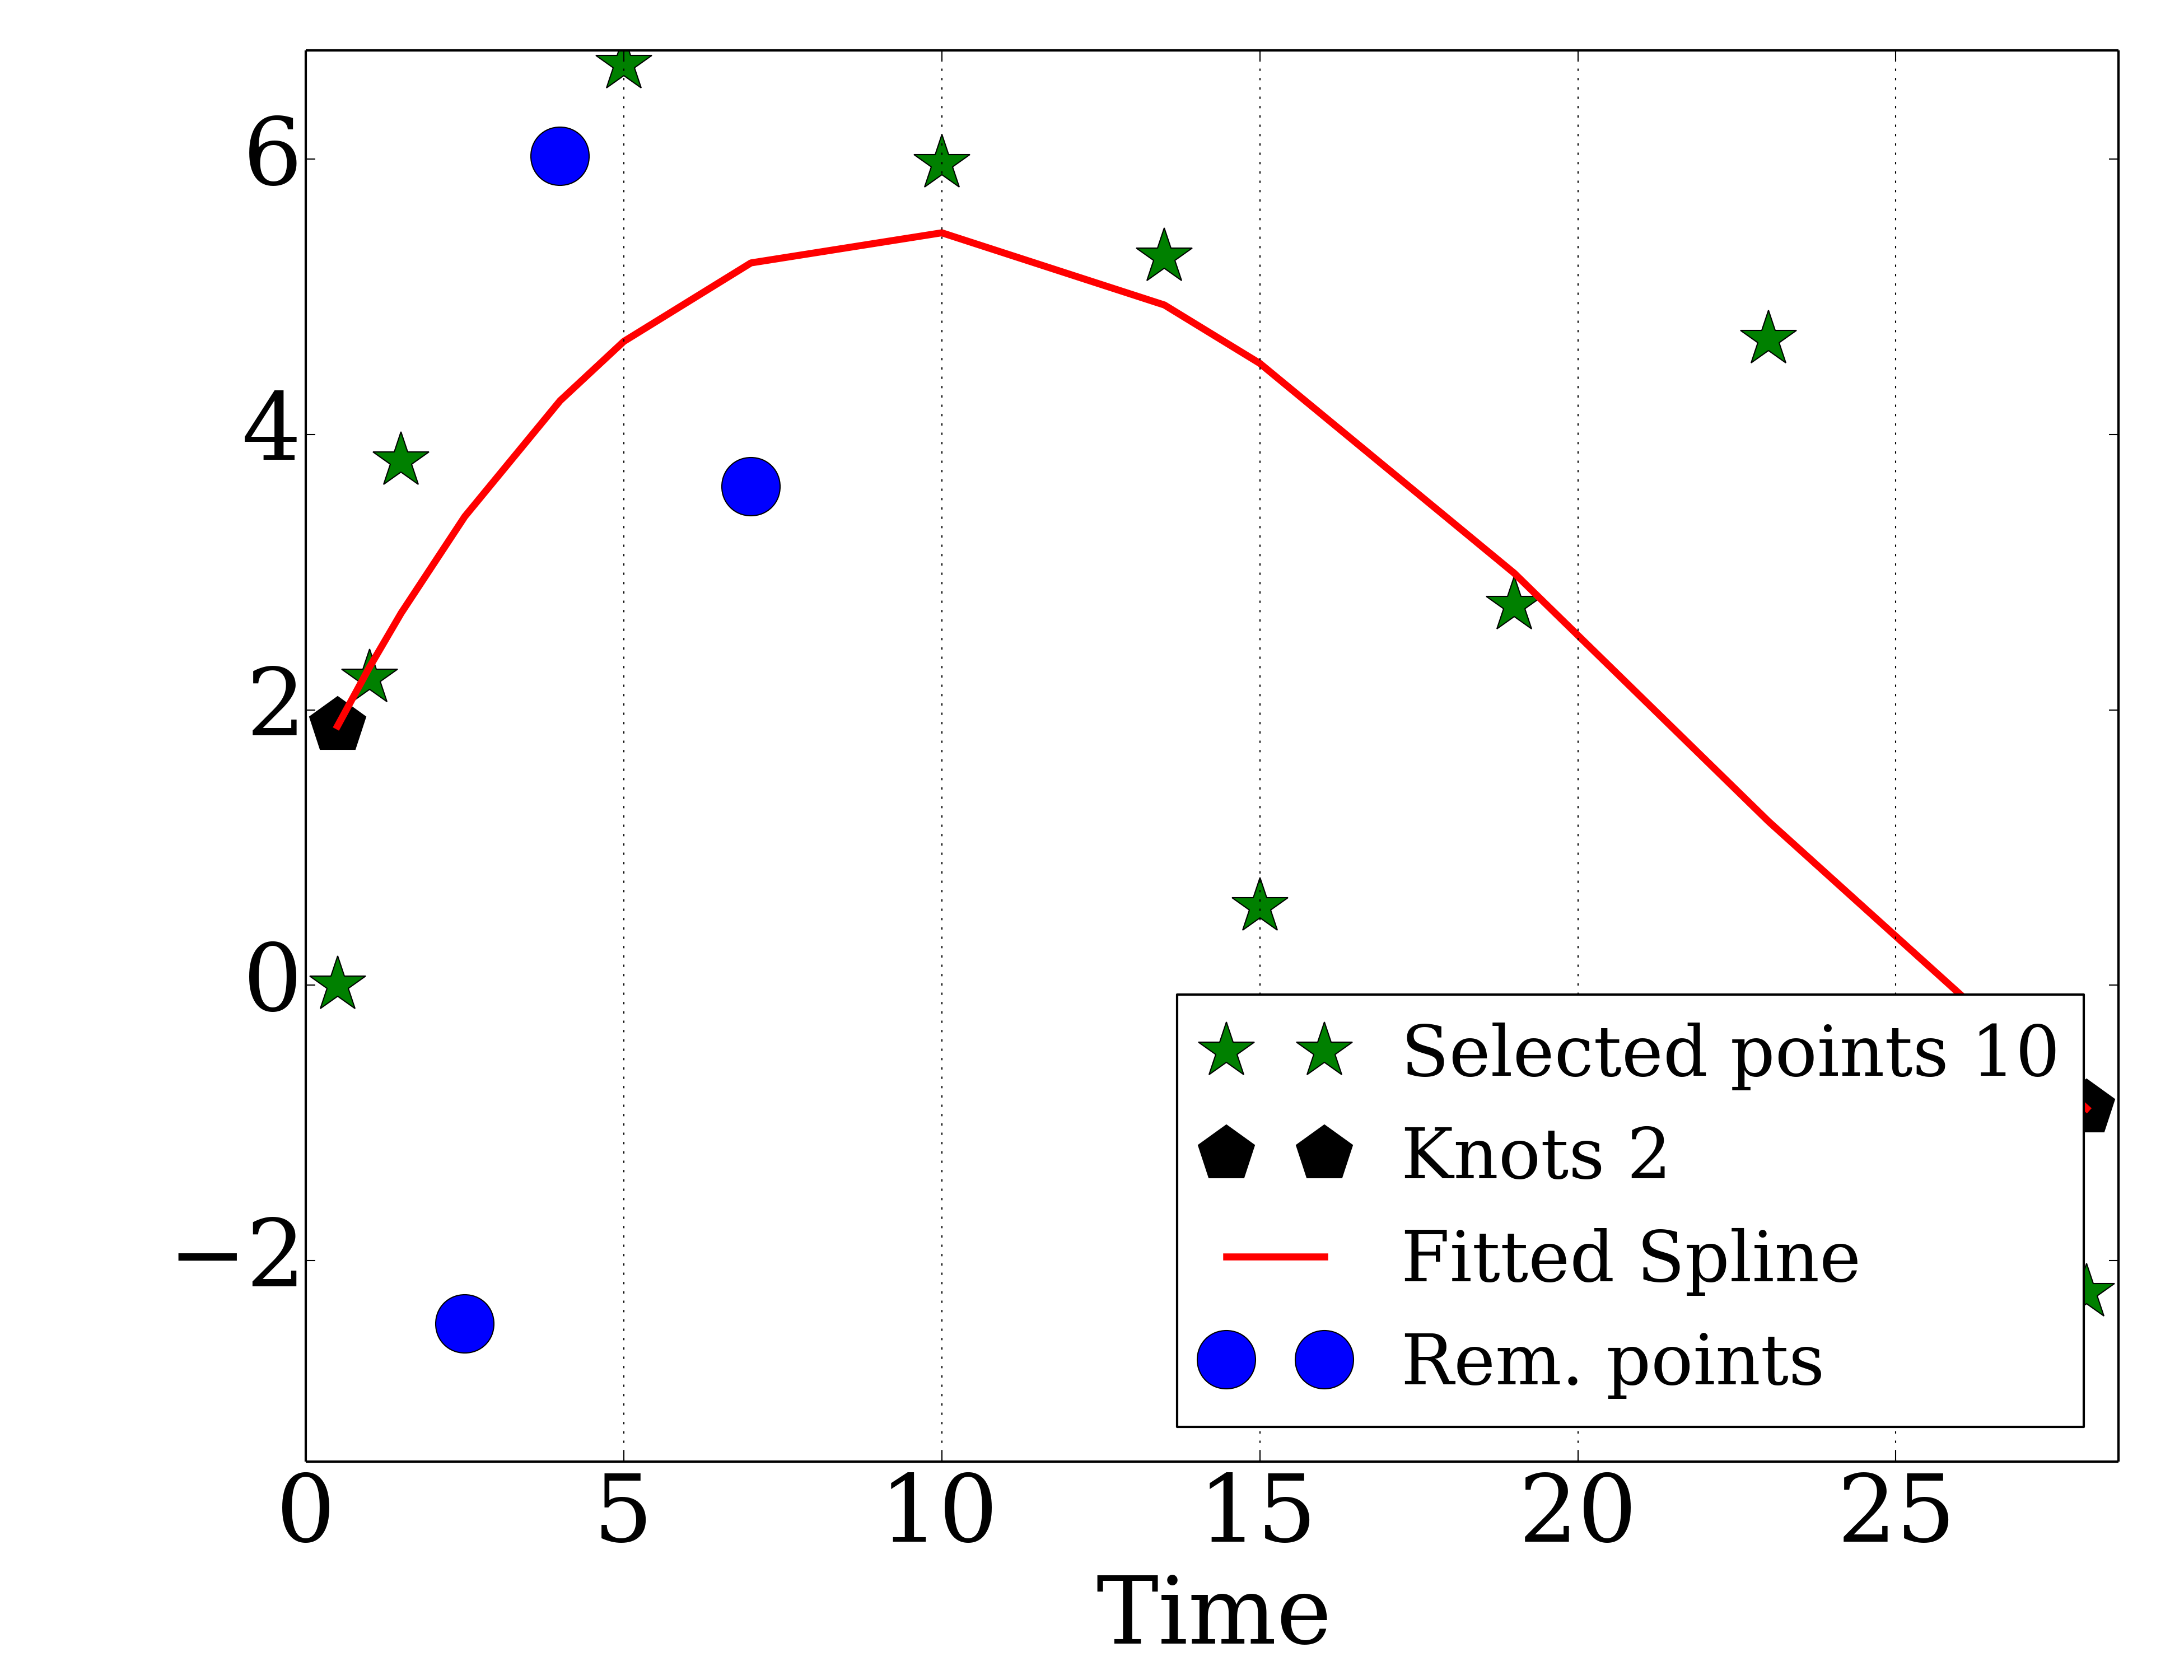 6
4
2
0
−2
Selected points 10
Knots 2
Fitted Spline
Rem. points
0 5 10 15 20 25
Time